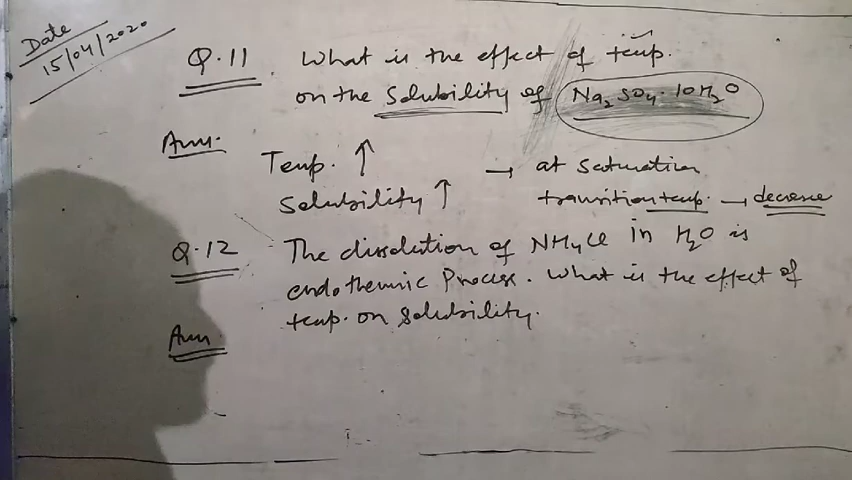 Date
15/04/2020
Q.11 What is the effect of temp.
on the Solubility of Na2SO4·10H2O
Ans.
Temp. ↑ → at saturation
Solubility ↑ transition temp. → decrease
Q.12 The dissolution of NH4Cl in H2O is
endothermic Process. What is the effect of
temp. on Solubility.
Ans